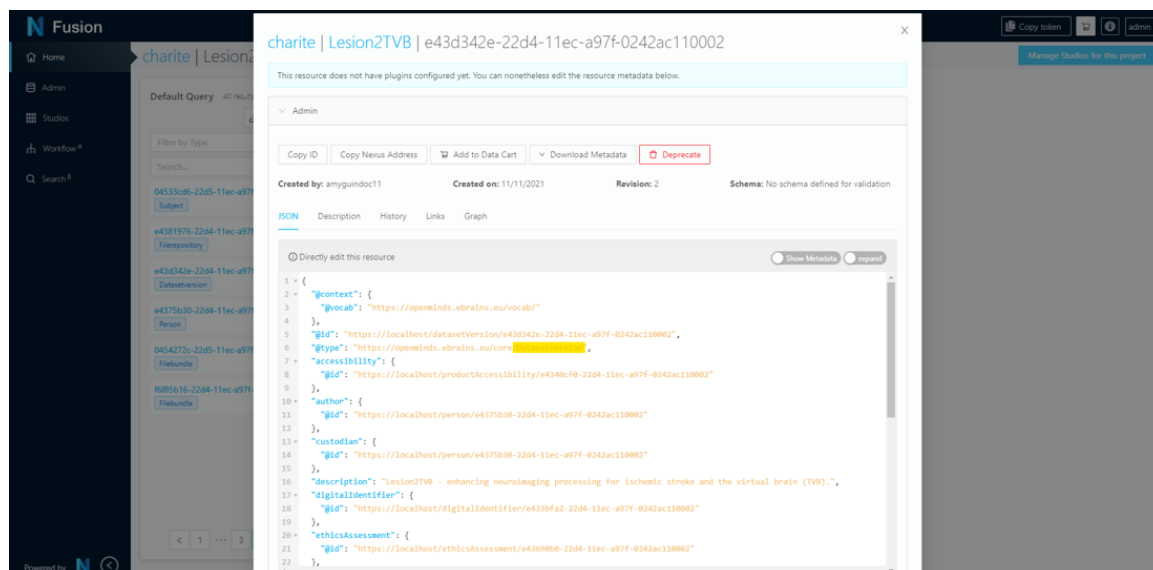 Fusion
Copy token
admin
Home
Admin
Studios
Workflow β
Search β
charite | Lesion2
Manage Studios for this project
Default Query 40 results
Filter by Type
Search...
04533cd6-22d5-11ec-a97f
Subject
e4381976-22d4-11ec-a97f
Filerepository
e43d342e-22d4-11ec-a97f
Datasetversion
e4375b30-22d4-11ec-a97f
Person
0454272c-22d5-11ec-a97f
Filebundle
f6f85b16-22d4-11ec-a97f-
Filebundle
< 1 ··· 3
Powered by
charite | Lesion2TVB | e43d342e-22d4-11ec-a97f-0242ac110002
This resource does not have plugins configured yet. You can nonetheless edit the resource metadata below.
Admin
Copy ID Copy Nexus Address Add to Data Cart Download Metadata Deprecate
Created by: amyguindoc11 Created on: 11/11/2021 Revision: 2 Schema: No schema defined for validation
JSON Description History Links Graph
Directly edit this resource Show Metadata expand
1 {
2 "@context": {
3 "@vocab": "https://openminds.ebrains.eu/vocab/"
4 },
5 "@id": "https://localhost/datasetVersion/e43d342e-22d4-11ec-a97f-0242ac110002",
6 "@type": "https://openminds.ebrains.eu/core/DatasetVersion",
7 "accessibility": {
8 "@id": "https://localhost/productAccessibility/e4340cf0-22d4-11ec-a97f-0242ac110002"
9 },
10 "author": {
11 "@id": "https://localhost/person/e4375b30-22d4-11ec-a97f-0242ac110002"
12 },
13 "custodian": {
14 "@id": "https://localhost/person/e4375b30-22d4-11ec-a97f-0242ac110002"
15 },
16 "description": "Lesion2TVB - enhancing neuroimaging processing for ischemic stroke and the virtual brain (TVB).",
17 "digitalIdentifier": {
18 "@id": "https://localhost/digitalIdentifier/e433bfa2-22d4-11ec-a97f-0242ac110002"
19 },
20 "ethicsAssessment": {
21 "@id": "https://localhost/ethicsAssessment/e43690b0-22d4-11ec-a97f-0242ac110002"
22 },